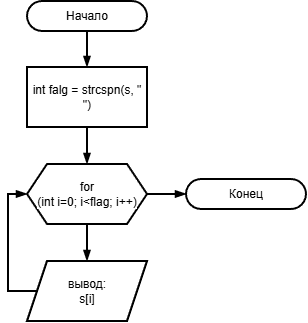 Начало
int falg = strcspn(s, "
")
for
(int i=0; i<flag; i++)
Конец
вывод:
s[i]